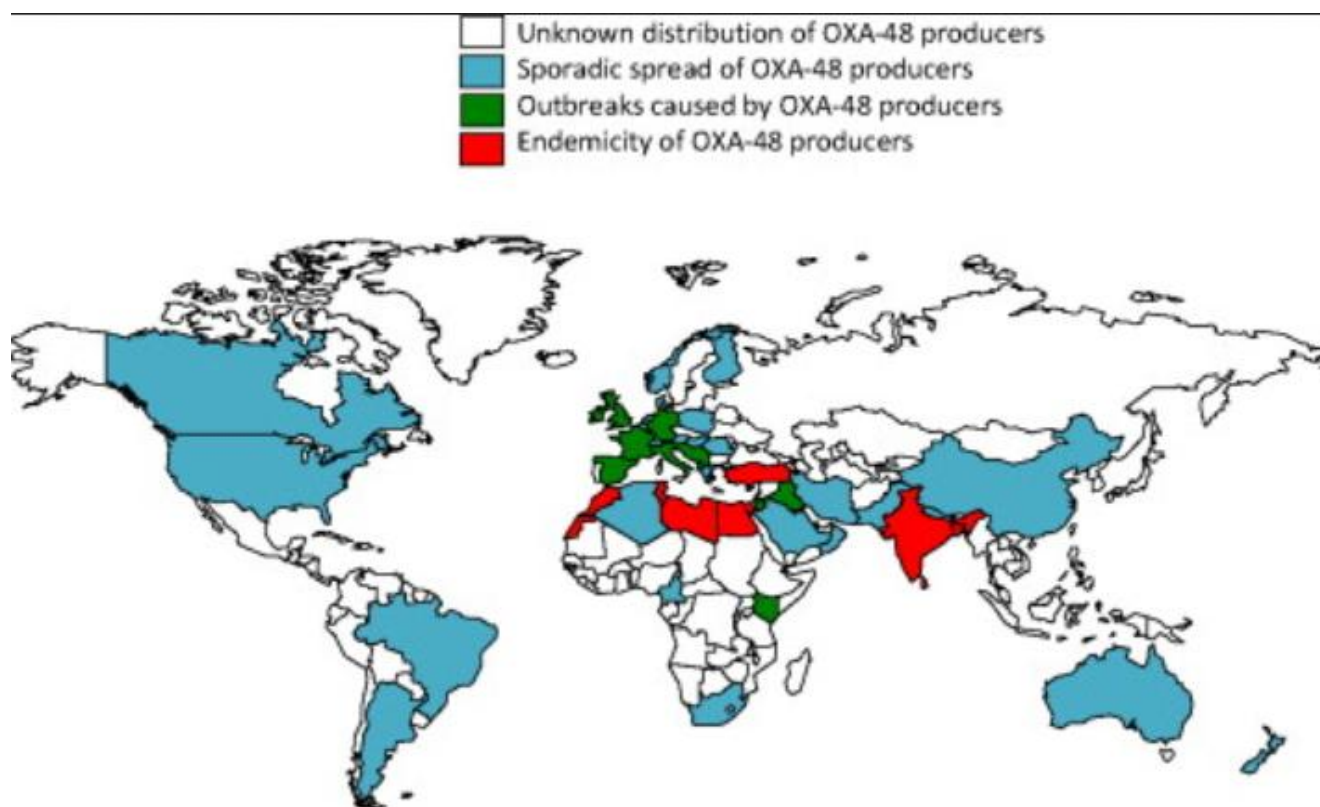 Unknown distribution of OXA-48 producers
Sporadic spread of OXA-48 producers
Outbreaks caused by OXA-48 producers
Endemicity of OXA-48 producers